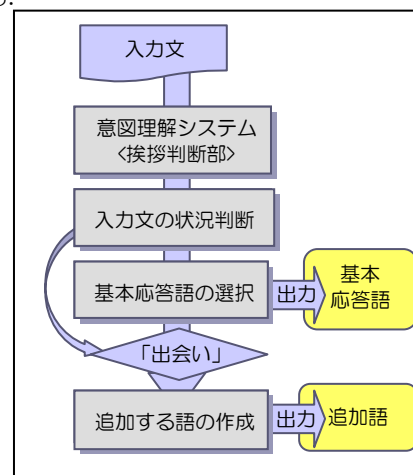 入力文
意図理解システム
<挨拶判断部>
入力文の状況判断
基本応答語の選択
出力
基本
応答語
「出会い」
追加する語の作成
出力
追加語